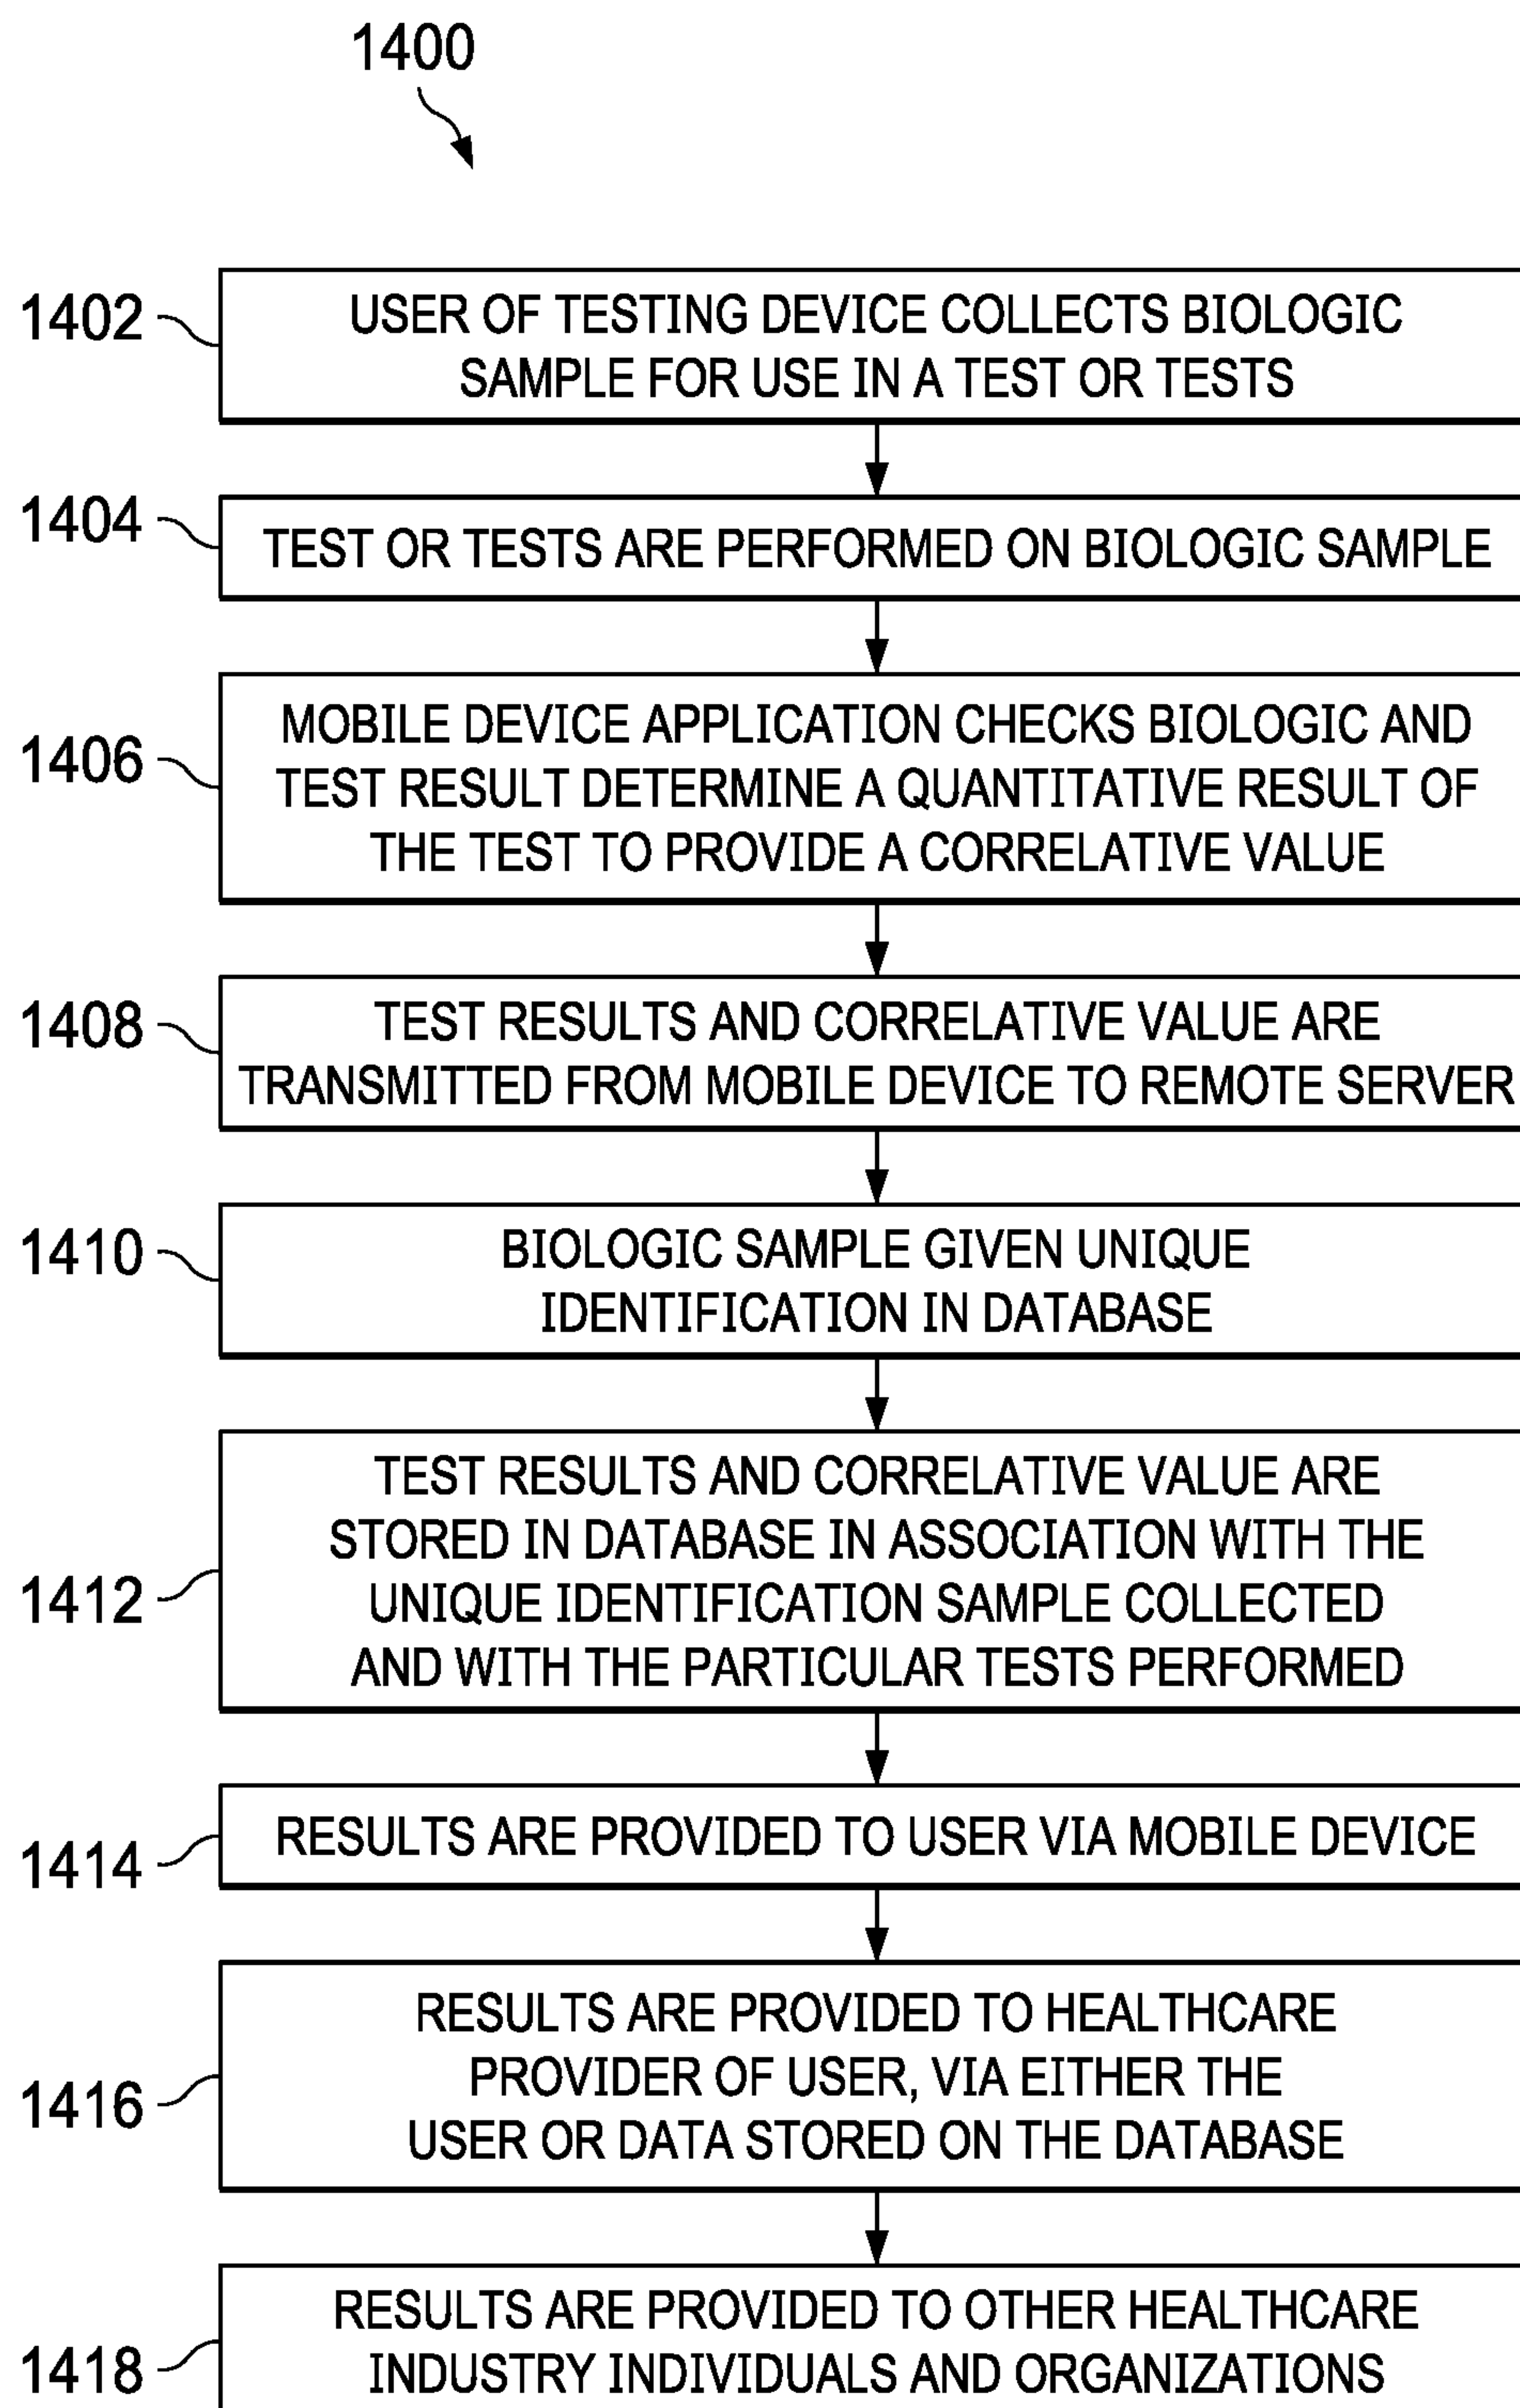 1400
1402
USER OF TESTING DEVICE COLLECTS BIOLOGIC
SAMPLE FOR USE IN A TEST OR TESTS
1404
TEST OR TESTS ARE PERFORMED ON BIOLOGIC SAMPLE
1406
MOBILE DEVICE APPLICATION CHECKS BIOLOGIC AND
TEST RESULT DETERMINE A QUANTITATIVE RESULT OF
THE TEST TO PROVIDE A CORRELATIVE VALUE
1408
TEST RESULTS AND CORRELATIVE VALUE ARE
TRANSMITTED FROM MOBILE DEVICE TO REMOTE SERVER
1410
BIOLOGIC SAMPLE GIVEN UNIQUE
IDENTIFICATION IN DATABASE
1412
TEST RESULTS AND CORRELATIVE VALUE ARE
STORED IN DATABASE IN ASSOCIATION WITH THE
UNIQUE IDENTIFICATION SAMPLE COLLECTED
AND WITH THE PARTICULAR TESTS PERFORMED
1414
RESULTS ARE PROVIDED TO USER VIA MOBILE DEVICE
1416
RESULTS ARE PROVIDED TO HEALTHCARE
PROVIDER OF USER, VIA EITHER THE
USER OR DATA STORED ON THE DATABASE
1418
RESULTS ARE PROVIDED TO OTHER HEALTHCARE
INDUSTRY INDIVIDUALS AND ORGANIZATIONS